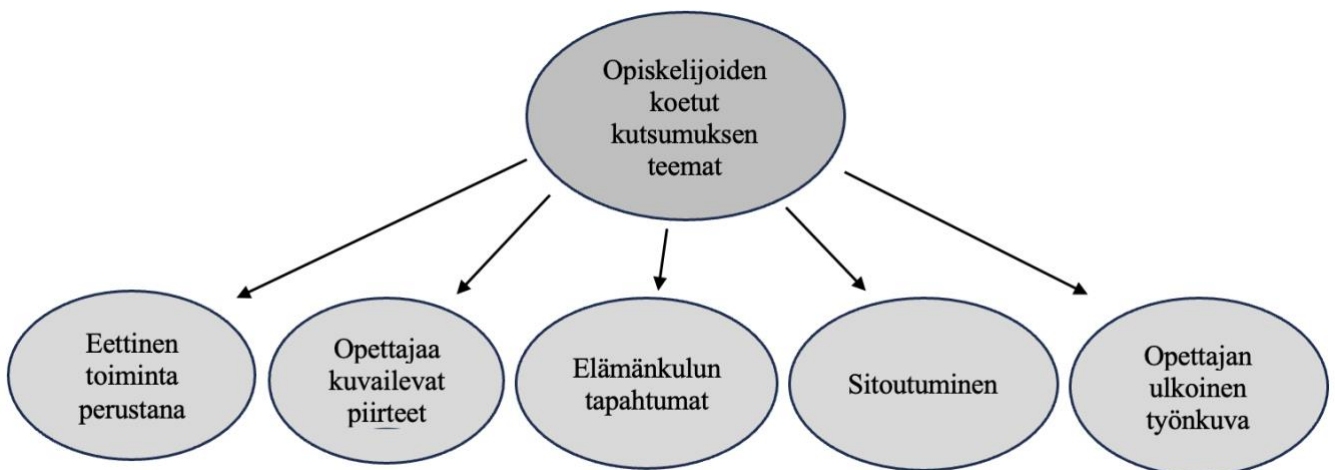 Opiskelijoiden
koetut
kutsumuksen
teemat
Eettinen
toiminta
perustana
Opettajaa
kuvailevat
piirteet
Elämänkulun
tapahtumat
Sitoutuminen
Opettajan
ulkoinen
työnkuva